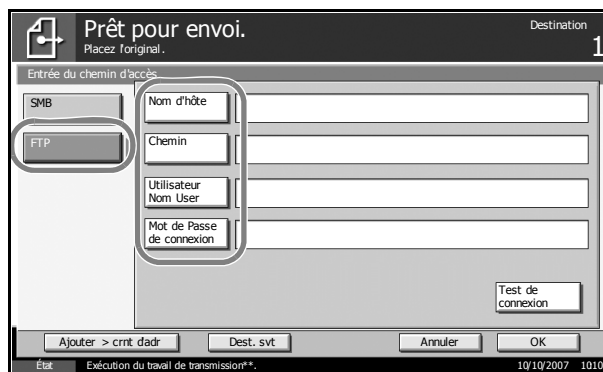 Prêt pour envoi.
Destination
Placez l'original.
1
Entrée du chemin d'accès
SMB
Nom d'hôte
FTP
Chemin
Utilisateur
Nom User
Mot de Passe
de connexion
Test de
connexion
Ajouter > crnt d'adr
Dest. svt
Annuler
OK
État
Exécution du travail de transmission**.
10/10/2007 1010